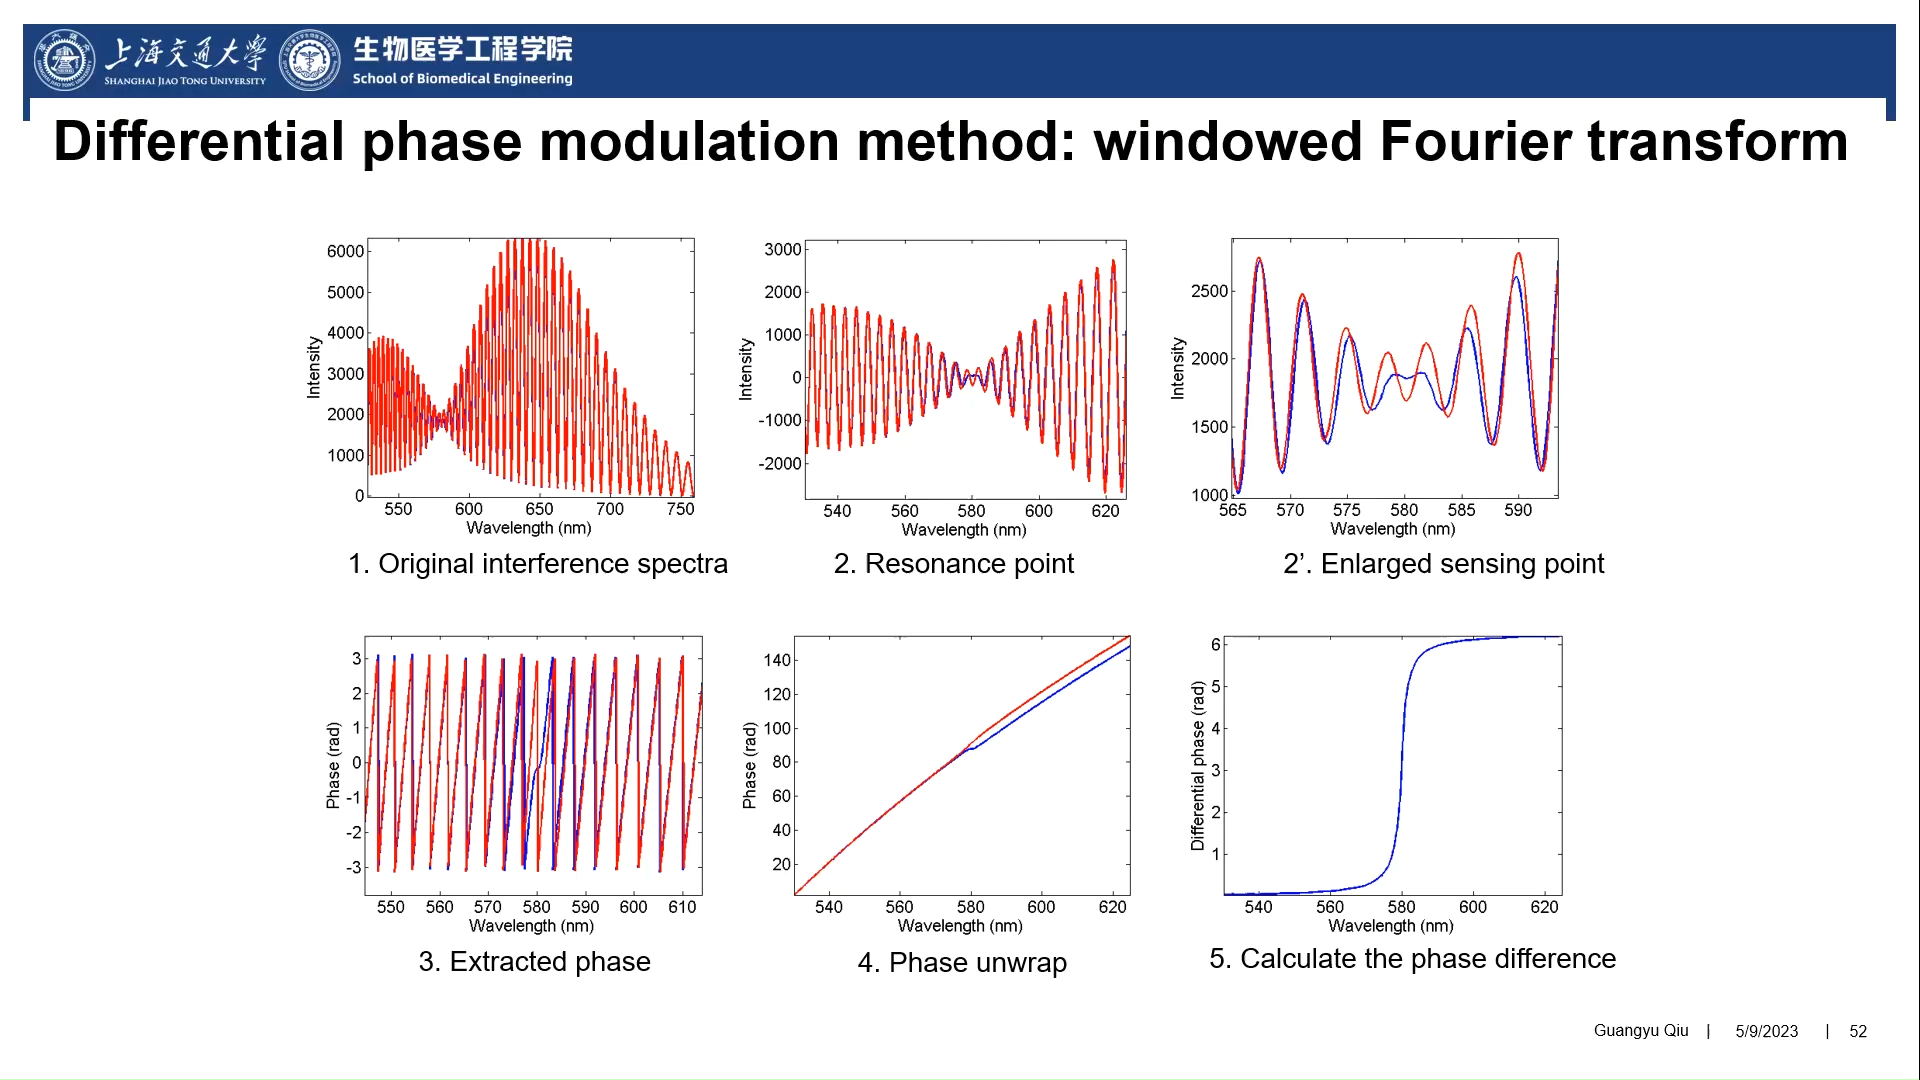 上海交通大学
SHANGHAI JIAO TONG UNIVERSITY
生物医学工程学院
School of Biomedical Engineering
Differential phase modulation method: windowed Fourier transform
6000
5000
4000
3000
2000
1000
0
Intensity
550 600 650 700 750
Wavelength (nm)
1. Original interference spectra
3000
2000
1000
0
-1000
-2000
Intensity
540 560 580 600 620
Wavelength (nm)
2. Resonance point
2500
2000
1500
1000
Intensity
565 570 575 580 585 590
Wavelength (nm)
2’. Enlarged sensing point
3
2
1
0
-1
-2
-3
Phase (rad)
550 560 570 580 590 600 610
Wavelength (nm)
3. Extracted phase
140
120
100
80
60
40
20
Phase (rad)
540 560 580 600 620
Wavelength (nm)
4. Phase unwrap
6
5
4
3
2
1
Differential phase (rad)
540 560 580 600 620
Wavelength (nm)
5. Calculate the phase difference
Guangyu Qiu | 5/9/2023 | 52